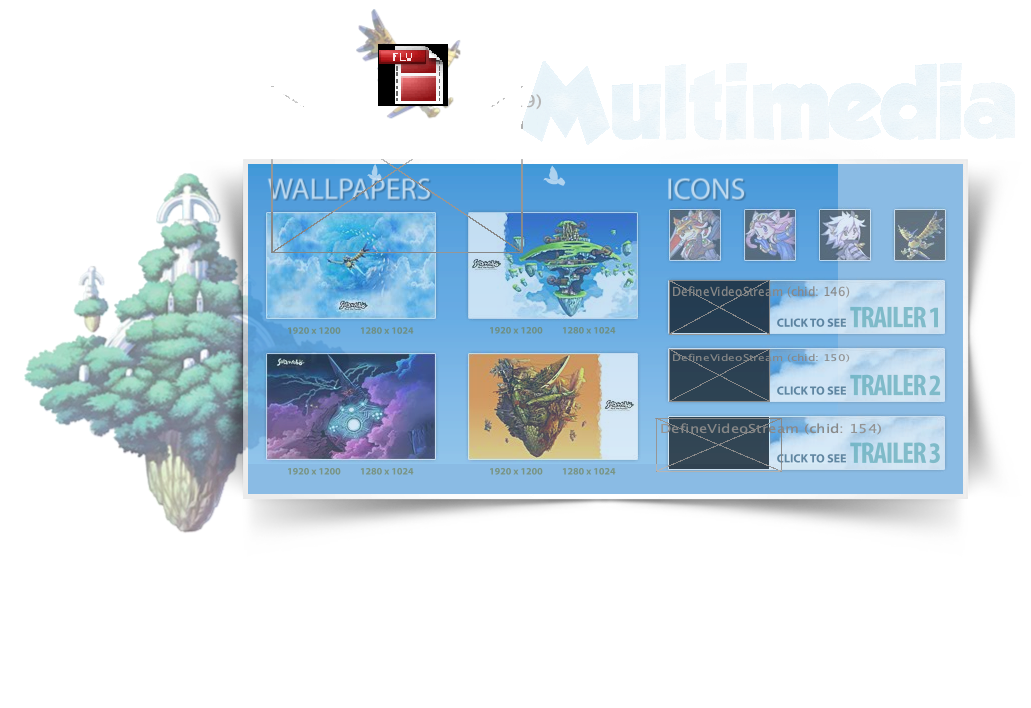 FLV
9)
Multimedia
WALLPAPERS
ICONS
1920 x 1200 1280 x 1024
1920 x 1200 1280 x 1024
DefineVideoStream (chid: 146)
CLICK TO SEE TRAILER 1
DefineVideoStream (chid: 150)
CLICK TO SEE TRAILER 2
DefineVideoStream (chid: 154)
CLICK TO SEE TRAILER 3
1920 x 1200 1280 x 1024
1920 x 1200 1280 x 1024